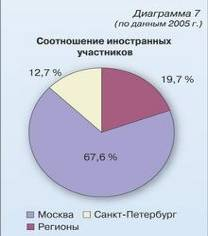 Диаграмма 7
(по данным 2005 г.)
Соотношение иностранных
участников
12,7 %
19,7 %
67,6 %
Москва
Санкт-Петербург
Регионы